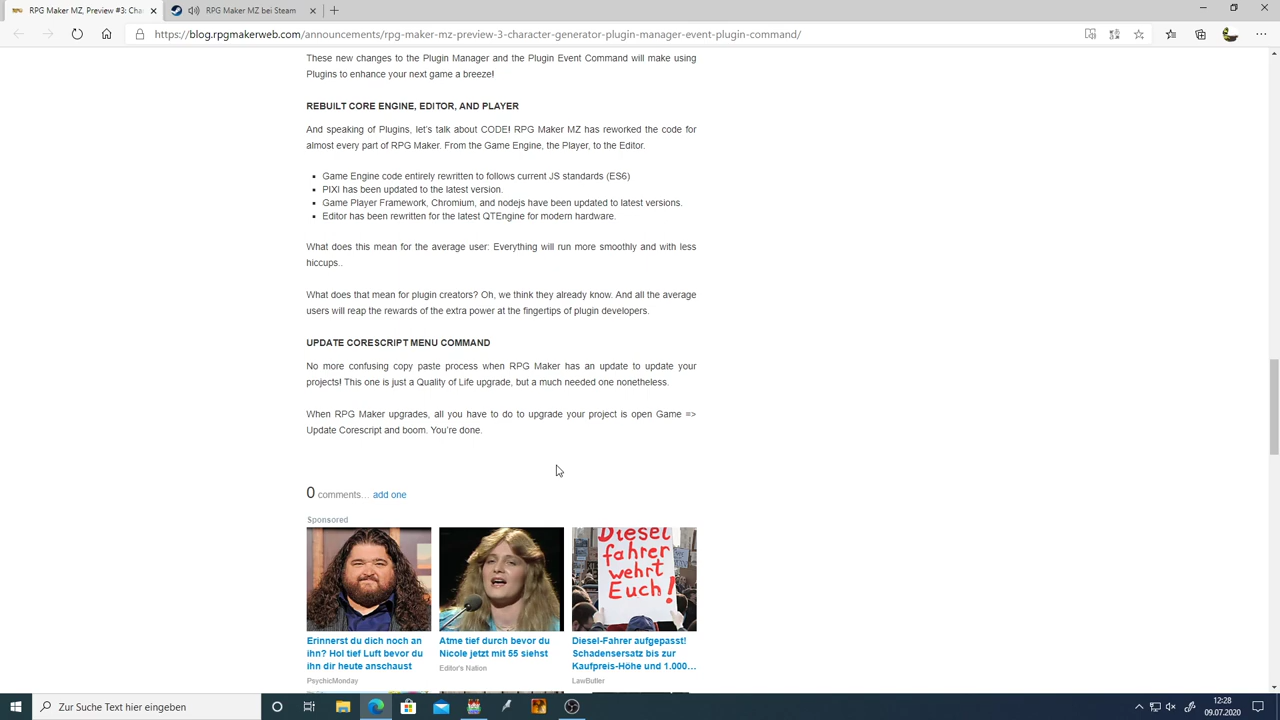 RPG Maker MZ, Preview #3: Cha
RPG Maker MZ bei Steam
https://blog.rpgmakerweb.com/announcements/rpg-maker-mz-preview-3-character-generator-plugin-manager-event-plugin-command/
These new changes to the Plugin Manager and the Plugin Event Command will make using
Plugins to enhance your next game a breeze!
REBUILT CORE ENGINE, EDITOR, AND PLAYER
And speaking of Plugins, let's talk about CODE! RPG Maker MZ has reworked the code for
almost every part of RPG Maker. From the Game Engine, the Player, to the Editor.
Game Engine code entirely rewritten to follows current JS standards (ES6)
PIXI has been updated to the latest version.
Game Player Framework, Chromium, and nodejs have been updated to latest versions.
Editor has been rewritten for the latest QTEngine for modern hardware.
What does this mean for the average user: Everything will run more smoothly and with less
hiccups..
What does that mean for plugin creators? Oh, we think they already know. And all the average
users will reap the rewards of the extra power at the fingertips of plugin developers.
UPDATE CORESCRIPT MENU COMMAND
No more confusing copy paste process when RPG Maker has an update to update your
projects! This one is just a Quality of Life upgrade, but a much needed one nonetheless.
When RPG Maker upgrades, all you have to do to upgrade your project is open Game =>
Update Corescript and boom. You're done.
0 comments... add one
Sponsored
Diesel
fahrer
wehrt
Euch!
Erinnerst du dich noch an
ihn? Hol tief Luft bevor du
ihn dir heute anschaust
PsychicMonday
Atme tief durch bevor du
Nicole jetzt mit 55 siehst
Editor's Nation
Diesel-Fahrer aufgepasst!
Schadensersatz bis zur
Kaufpreis-Höhe und 1.000...
LawButler
Zur Suche Text hier eingeben
12:28
09.07.2020